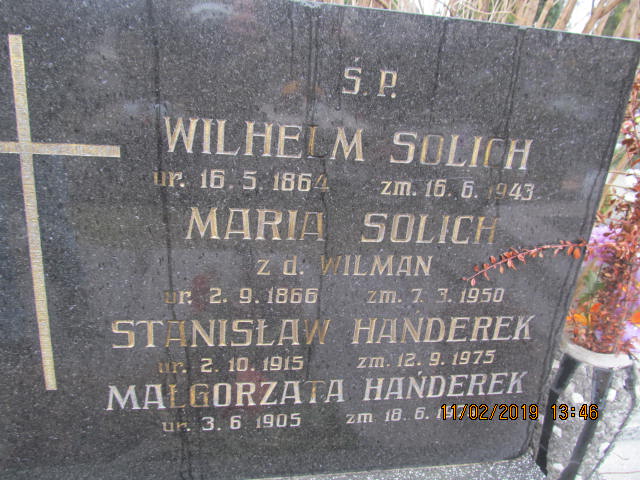 Ś.P.
WILHELM SOLICH
ur. 16.5.1864 zm. 16.6.1943
MARIA SOLICH
z d. WILMAN
ur. 2.9.1866 zm. 7.3.1950
STANISŁAW HAŃDEREK
ur. 2.10.1915 zm. 12.9.1975
MAŁGORZATA HAŃDEREK
ur. 3.6 1905 zm 18.6.
11/02/2019 13:46